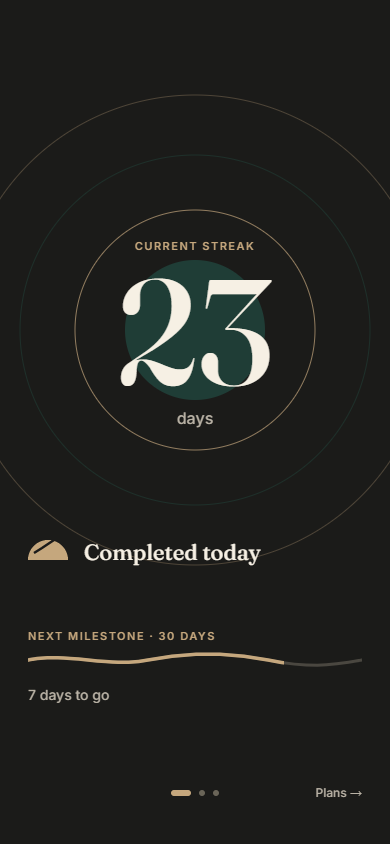 CURRENT STREAK
23
days
Completed today
NEXT MILESTONE · 30 DAYS
7 days to go
Plans →